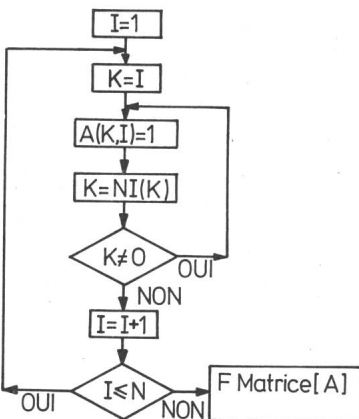 I=1
K=I
A(K,I)=1
K=NI(K)
K≠0
OUI
NON
I=I+1
I≤N
OUI
NON
F Matrice[A]